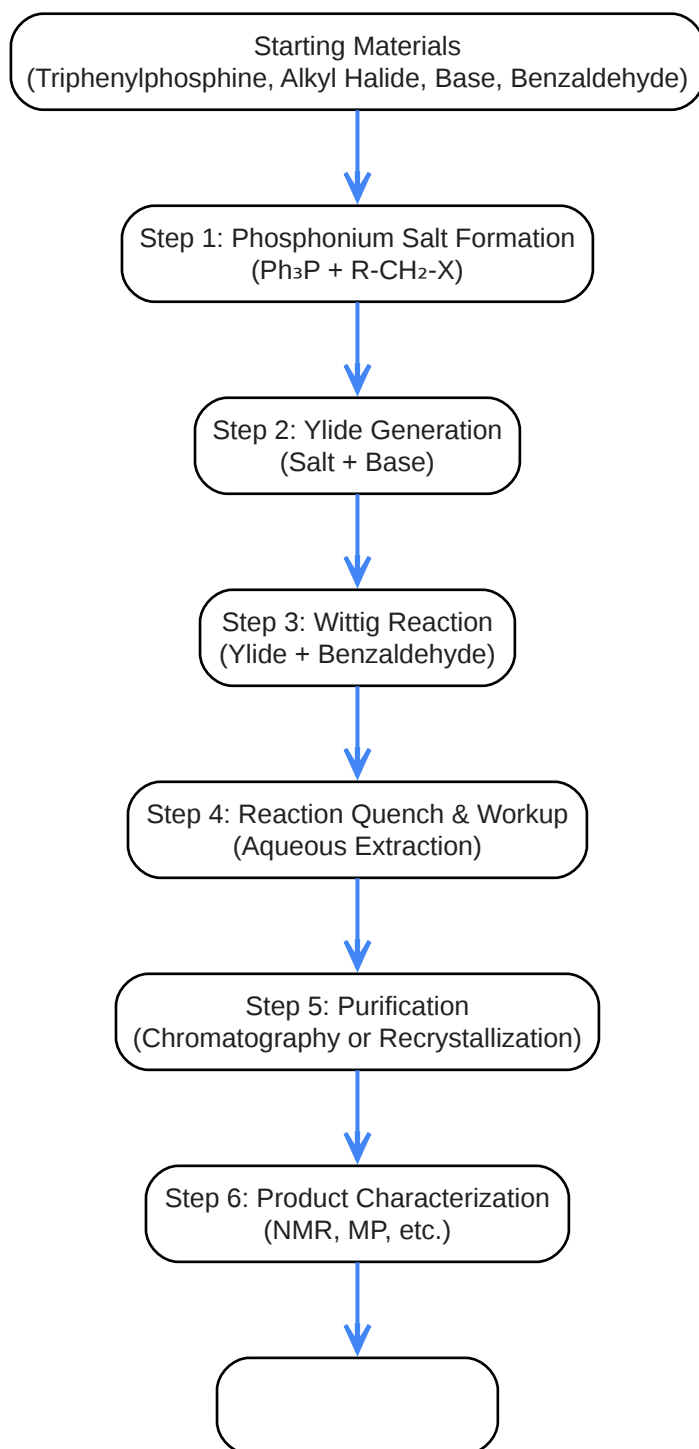 Starting Materials
(Triphenylphosphine, Alkyl Halide, Base, Benzaldehyde)
Step 1: Phosphonium Salt Formation
(Ph₃P + R-CH₂-X)
Step 2: Ylide Generation
(Salt + Base)
Step 3: Wittig Reaction
(Ylide + Benzaldehyde)
Step 4: Reaction Quench & Workup
(Aqueous Extraction)
Step 5: Purification
(Chromatography or Recrystallization)
Step 6: Product Characterization
(NMR, MP, etc.)